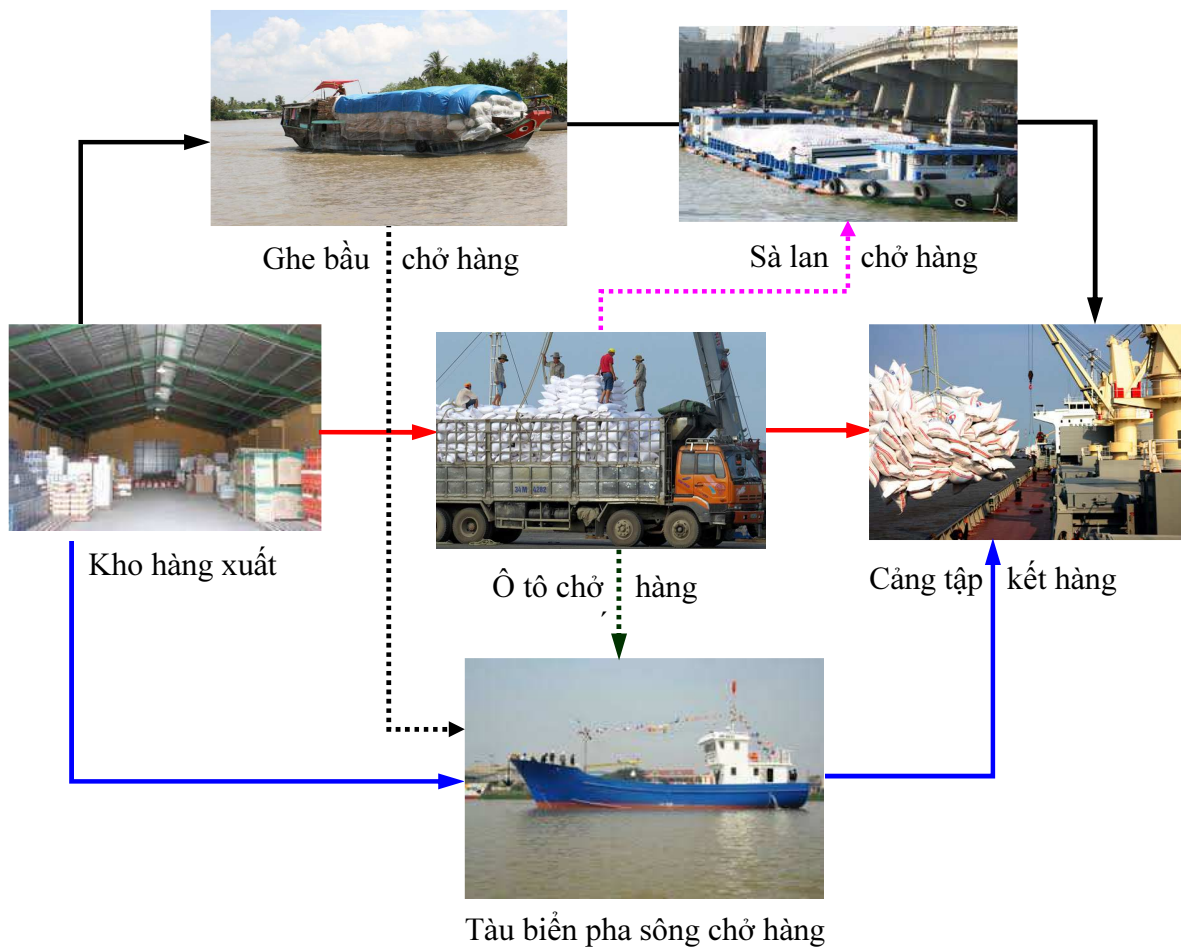 Ghe bầu chở hàng
Sà lan chở hàng
Kho hàng xuất
Ô tô chở hàng
Cảng tập kết hàng
Tàu biển pha sông chở hàng